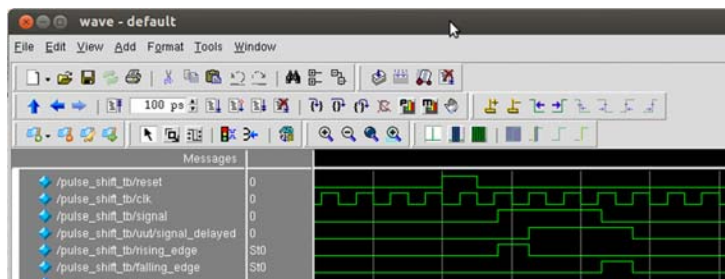 wave - default
File Edit View Add Format Tools Window
100 ps
Messages
/pulse_shift_tb/reset 0
/pulse_shift_tb/clk 0
/pulse_shift_tb/signal 0
/pulse_shift_tb/uut/signal_delayed 0
/pulse_shift_tb/rising_edge St0
/pulse_shift_tb/falling_edge St0